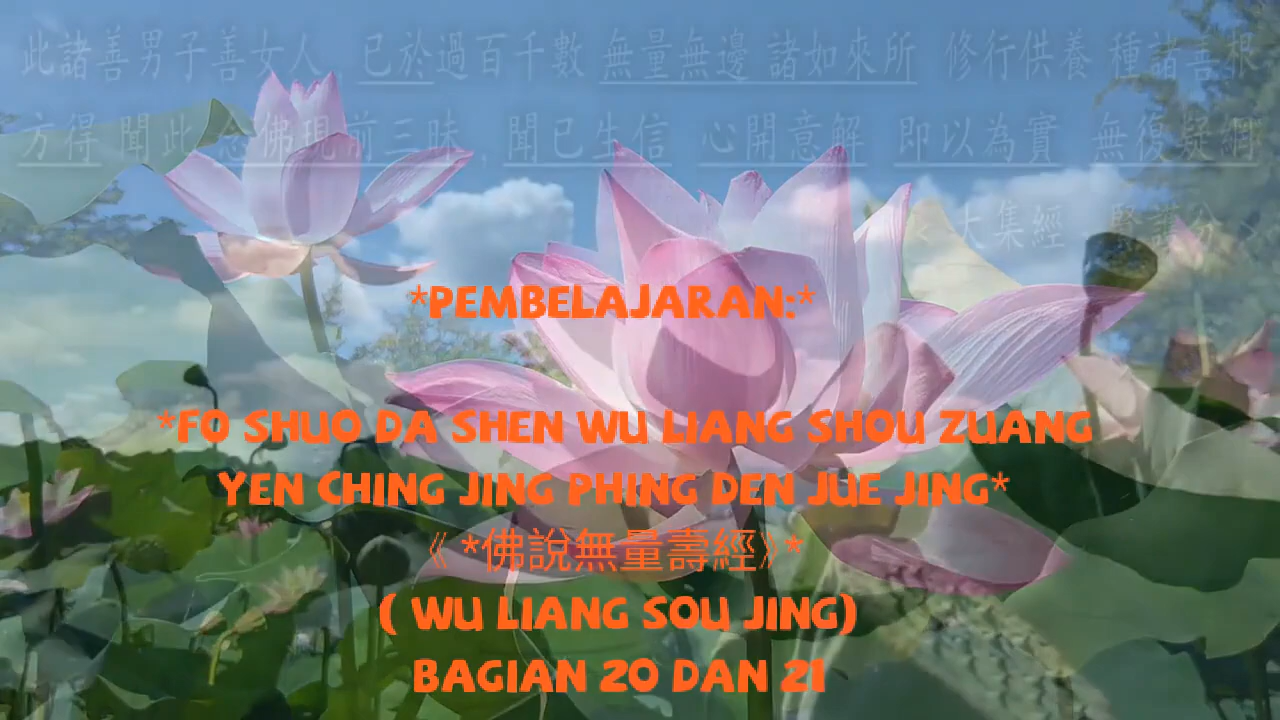 此諸善男子善女人 已於過百千數 無量無邊 諸如來所 修行供養 種諸善根
方得 聞此 念佛現前三昧 , 聞已生信 心開意解 即以為實 無復疑網
< 大集經 賢護分 >
*PEMBELAJARAN:*
*FO SHUO DA SHEN WU LIANG SHOU ZUANG
YEN CHING JING PHING DEN JUE JING*
《 *佛說無量壽經》*
( WU LIANG SOU JING)
BAGIAN 20 DAN 21